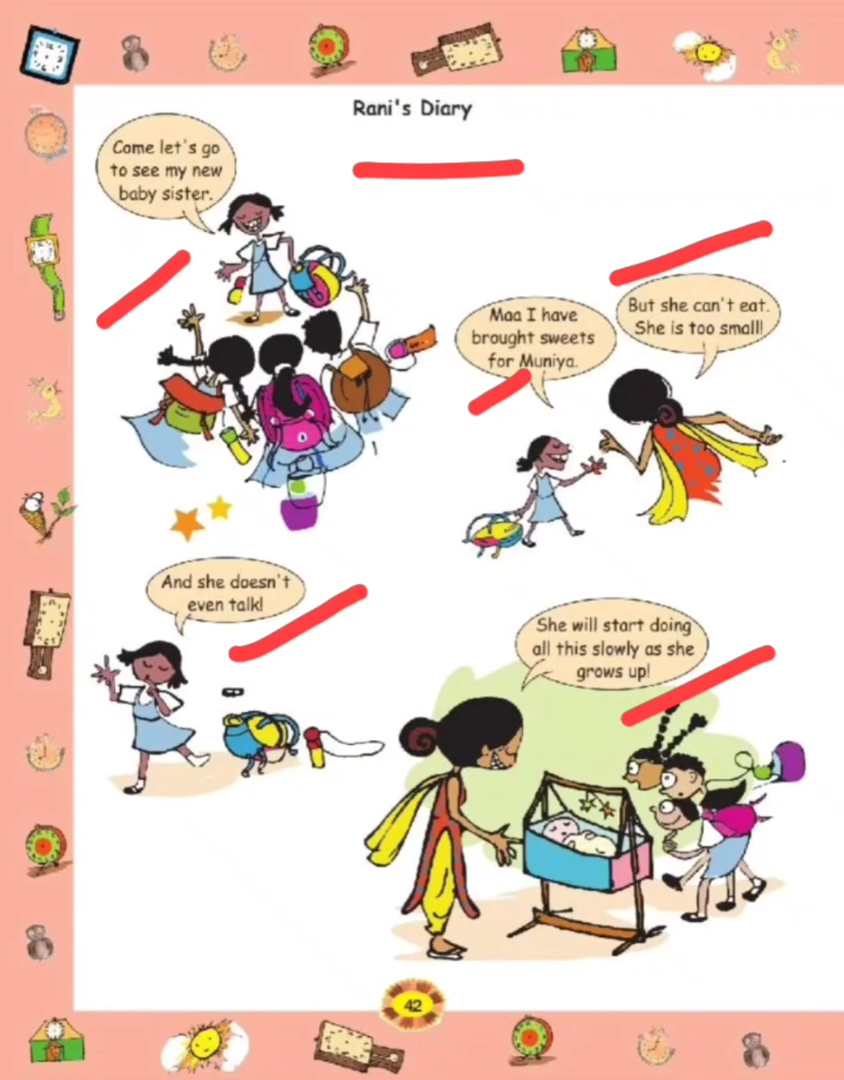 Rani's Diary
Come let's go
to see my new
baby sister.
Maa I have
brought sweets
for Muniya.
But she can't eat.
She is too small!
And she doesn't
even talk!
She will start doing
all this slowly as she
grows up!
42